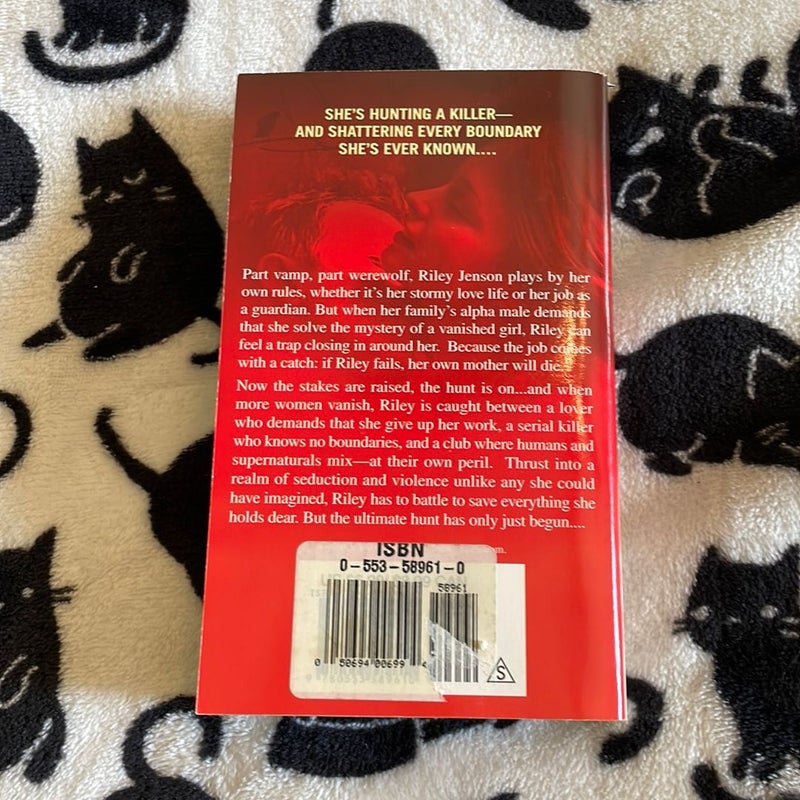 SHE'S HUNTING A KILLER—
AND SHATTERING EVERY BOUNDARY
SHE'S EVER KNOWN....
Part vamp, part werewolf, Riley Jenson plays by her
own rules, whether it's her stormy love life or her job as
a guardian. But when her family's alpha male demands
that she solve the mystery of a vanished girl, Riley can
feel a trap closing in around her. Because the job comes
with a catch: if Riley fails, her own mother will die.
Now the stakes are raised, the hunt is on...and when
more women vanish, Riley is caught between a lover
who demands that she give up her work, a serial killer
who knows no boundaries, and a club where humans and
supernaturals mix—at their own peril. Thrust into a
realm of seduction and violence unlike any she could
have imagined, Riley has to battle to save everything she
holds dear. But the ultimate hunt has only just begun....
ISBN
0-553-58961-0
58961
0 50694 00699
S